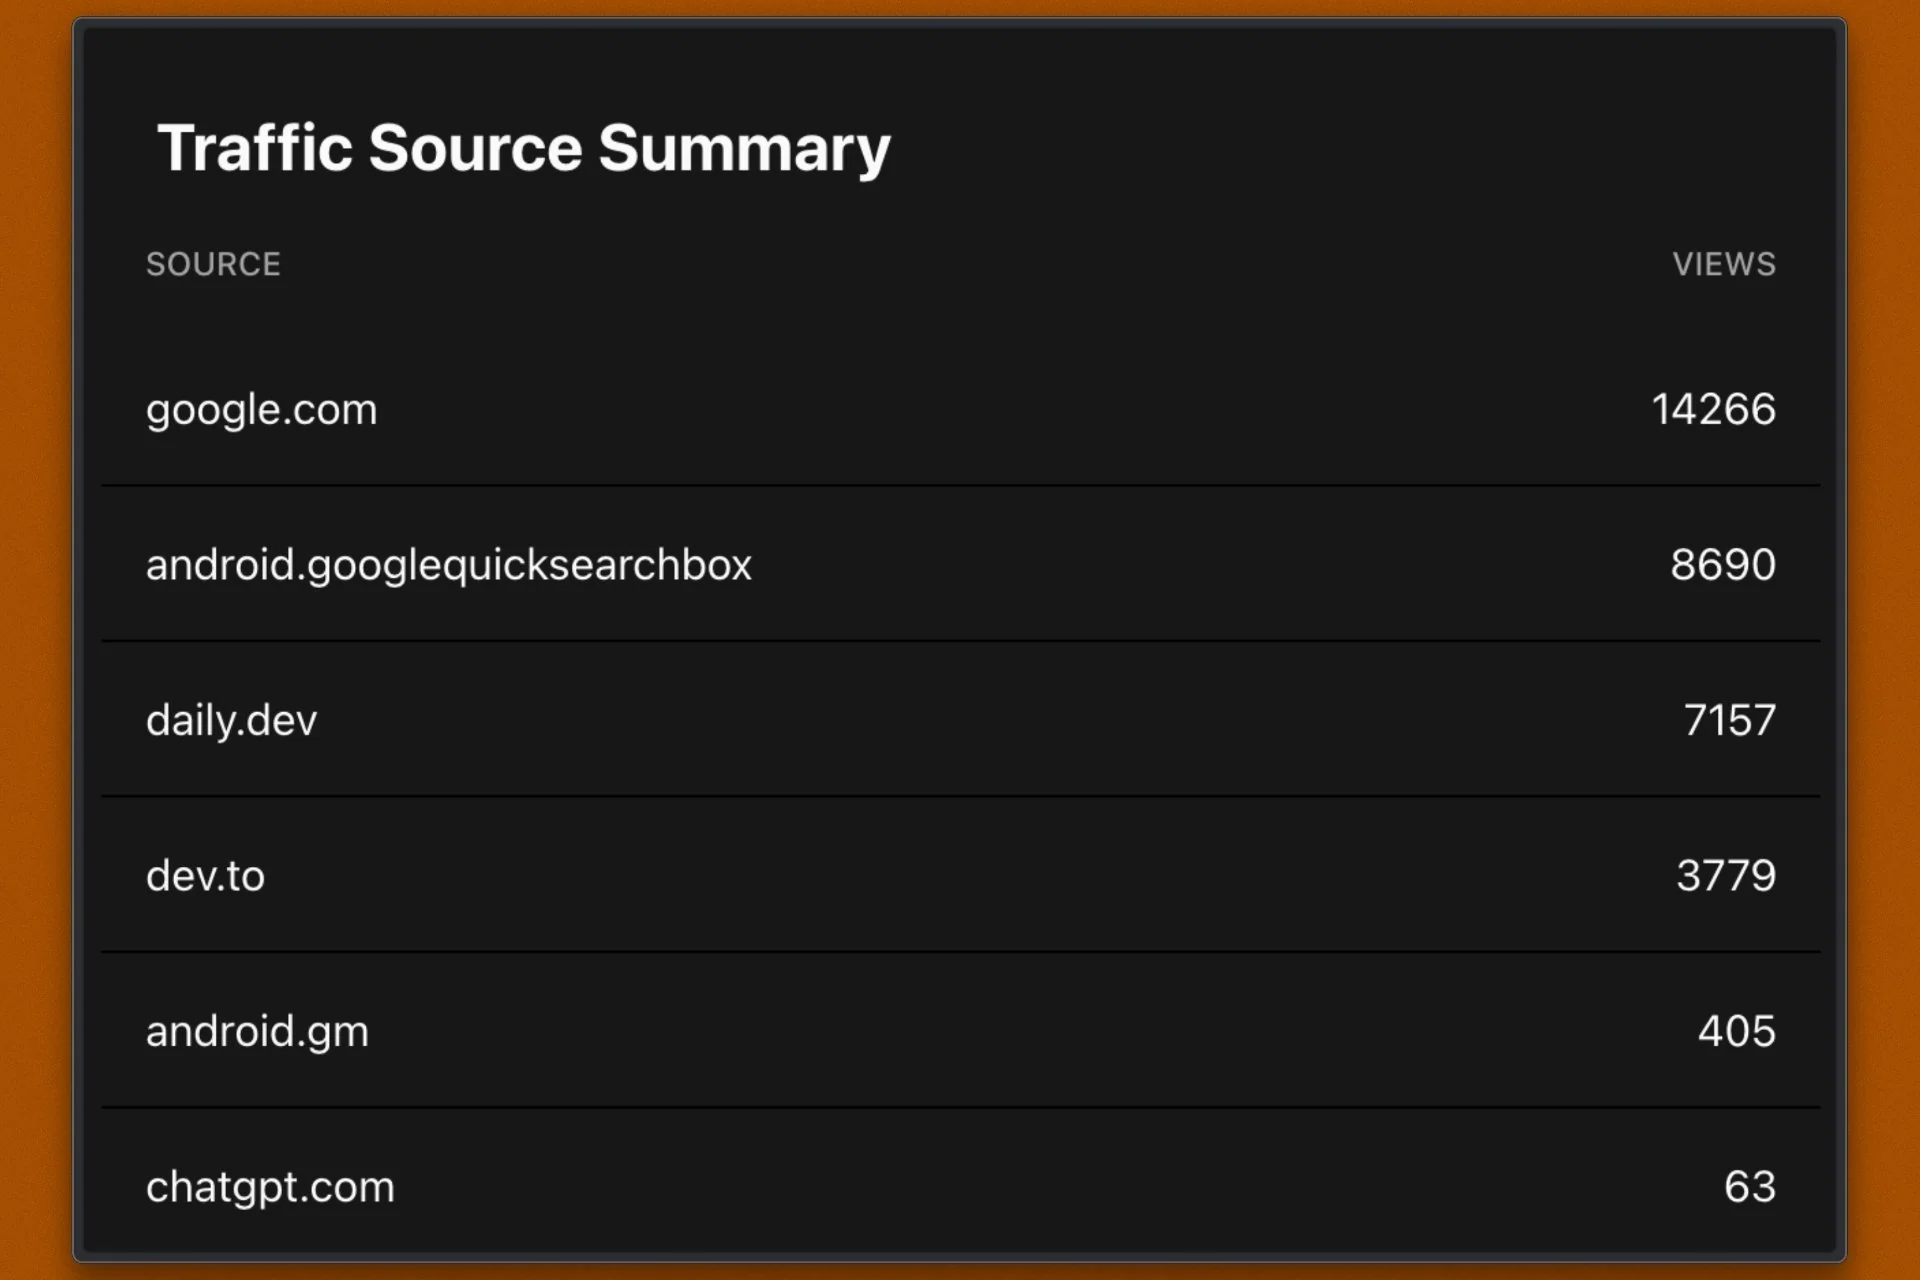 Traffic Source Summary
SOURCE VIEWS
google.com 14266
android.googlequicksearchbox 8690
daily.dev 7157
dev.to 3779
android.gm 405
chatgpt.com 63